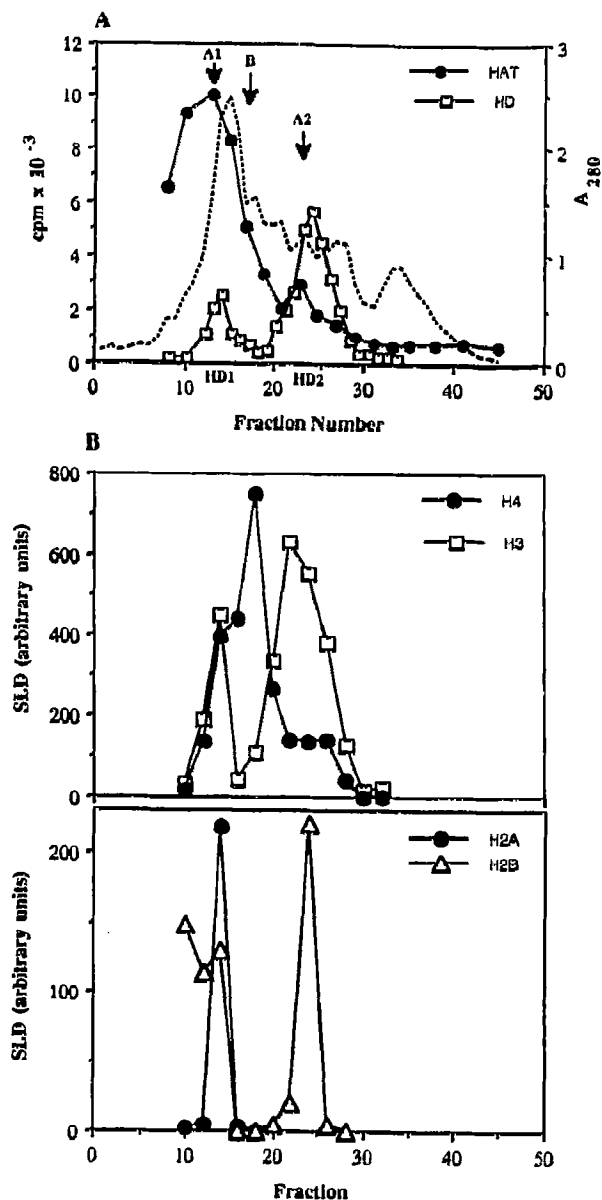 A
A1
B
A2
HAT
HD
12
10
8
6
4
2
0
cpm x 10 -3
3
2
1
0
A 280
HD1
HD2
0
10
20
30
40
50
Fraction Number
B
800
600
400
200
0
SLD (arbitrary units)
H4
H3
200
100
0
SLD (arbitrary units)
H2A
H2B
0
10
20
30
40
50
Fraction